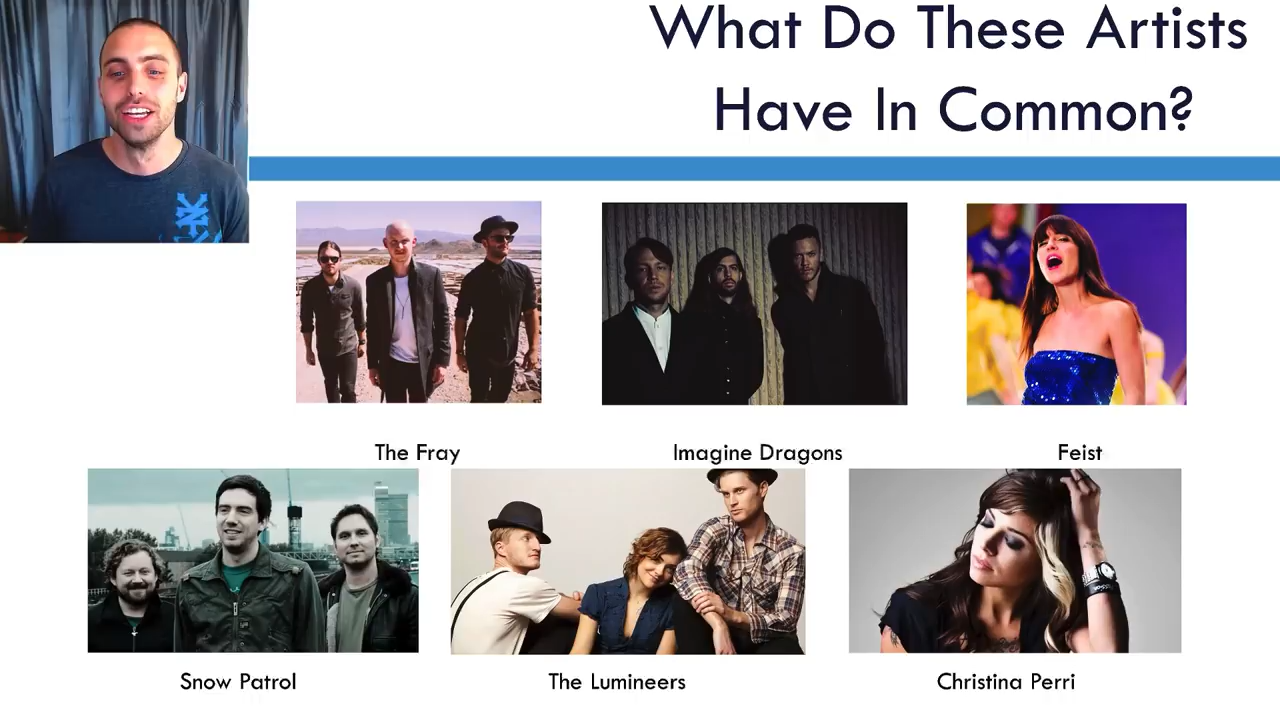 What Do These Artists
Have In Common?
The Fray
Imagine Dragons
Feist
Snow Patrol
The Lumineers
Christina Perri